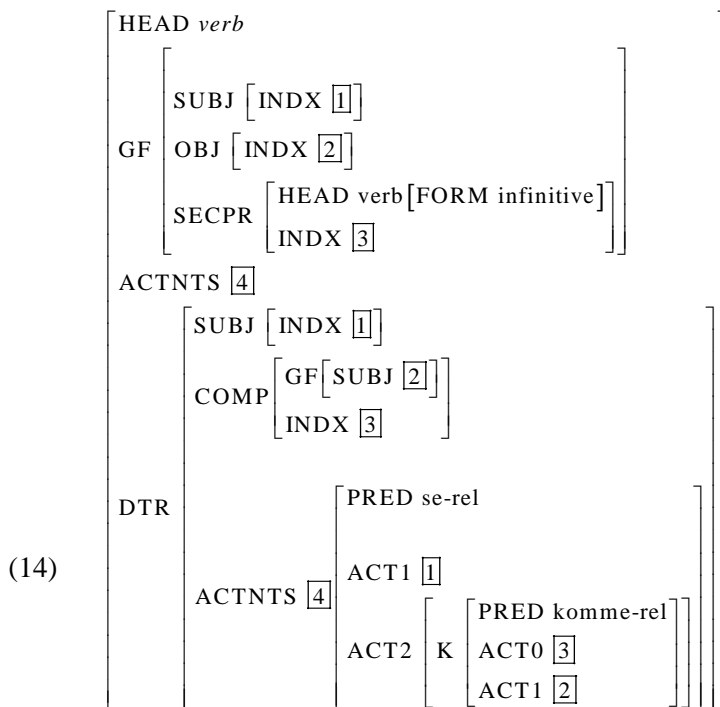 HEAD verb
SUBJ [INDX 1]
GF OBJ [INDX 2]
SECPR [HEAD verb[FORM infinitive]
INDX 3]
ACTNTS 4
SUBJ [INDX 1]
COMP [GF[SUBJ 2]
INDX 3]
DTR PRED se-rel
(14) ACTNTS 4 ACT1 1
ACT2 [K [PRED komme-rel
ACT0 3
ACT1 2]]